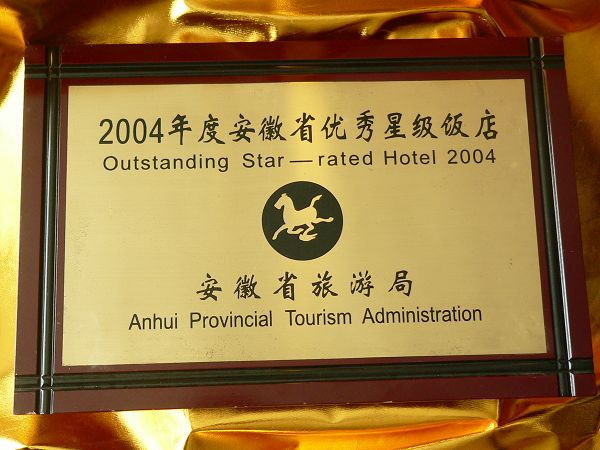 2004年度安徽省优秀星级饭店
Outstanding Star — rated Hotel 2004
安徽省旅游局
Anhui Provincial Tourism Administration